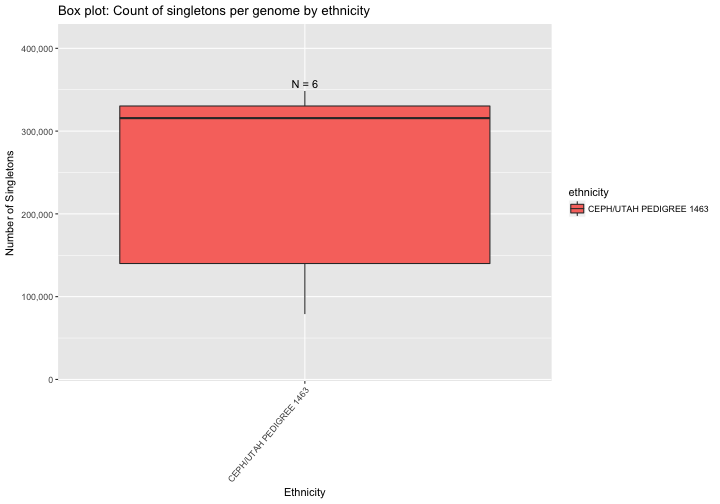 Box plot: Count of singletons per genome by ethnicity
400,000
300,000
200,000
100,000
0
Number of Singletons
N = 6
CEPH/UTAH PEDIGREE 1463
Ethnicity
ethnicity
CEPH/UTAH PEDIGREE 1463